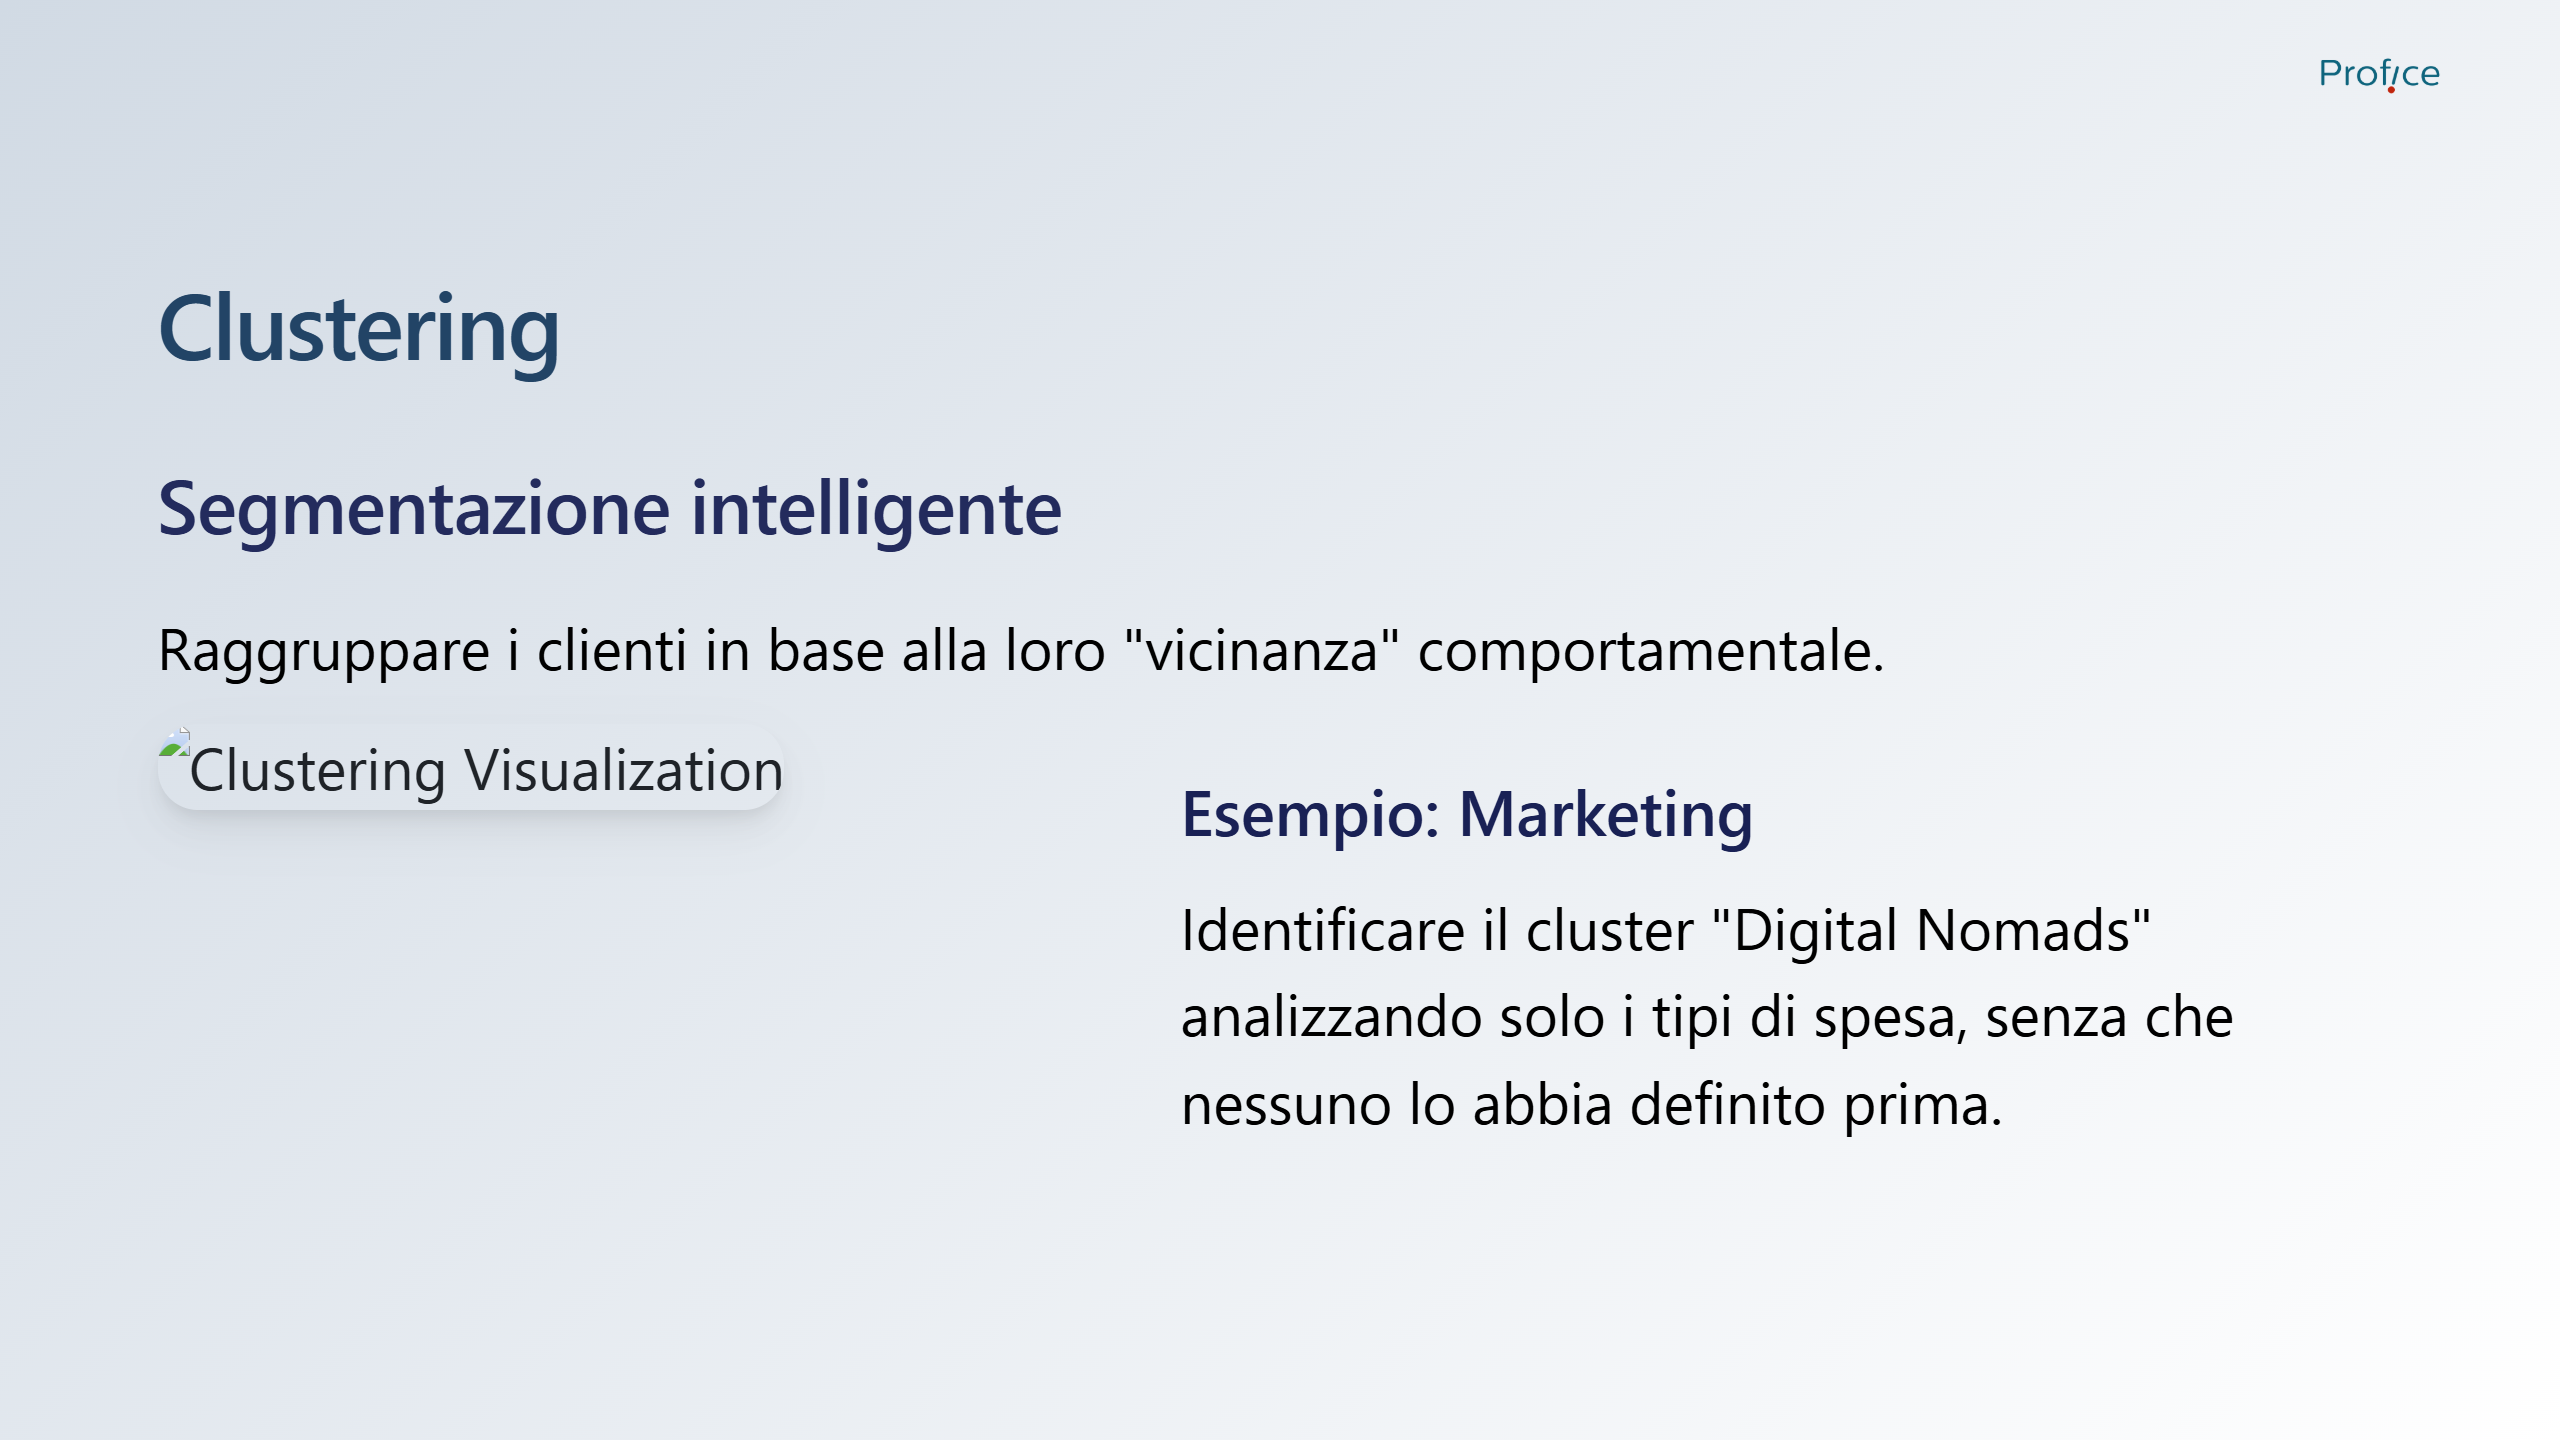 Profice
Clustering
Segmentazione intelligente
Raggruppare i clienti in base alla loro "vicinanza" comportamentale.
Clustering Visualization
Esempio: Marketing
Identificare il cluster "Digital Nomads"
analizzando solo i tipi di spesa, senza che
nessuno lo abbia definito prima.